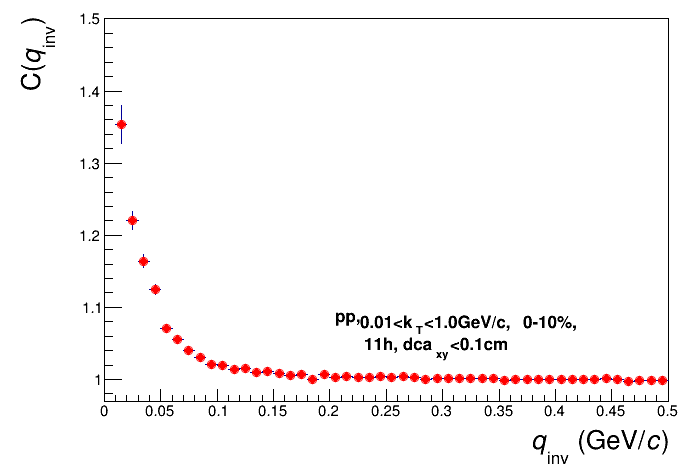 C(q_inv)
1.5
1.4
1.3
1.2
1.1
1
pp, 0.01<k_T<1.0GeV/c, 0-10%,
11h, dca_xy<0.1cm
0 0.05 0.1 0.15 0.2 0.25 0.3 0.35 0.4 0.45 0.5
q_inv (GeV/c)